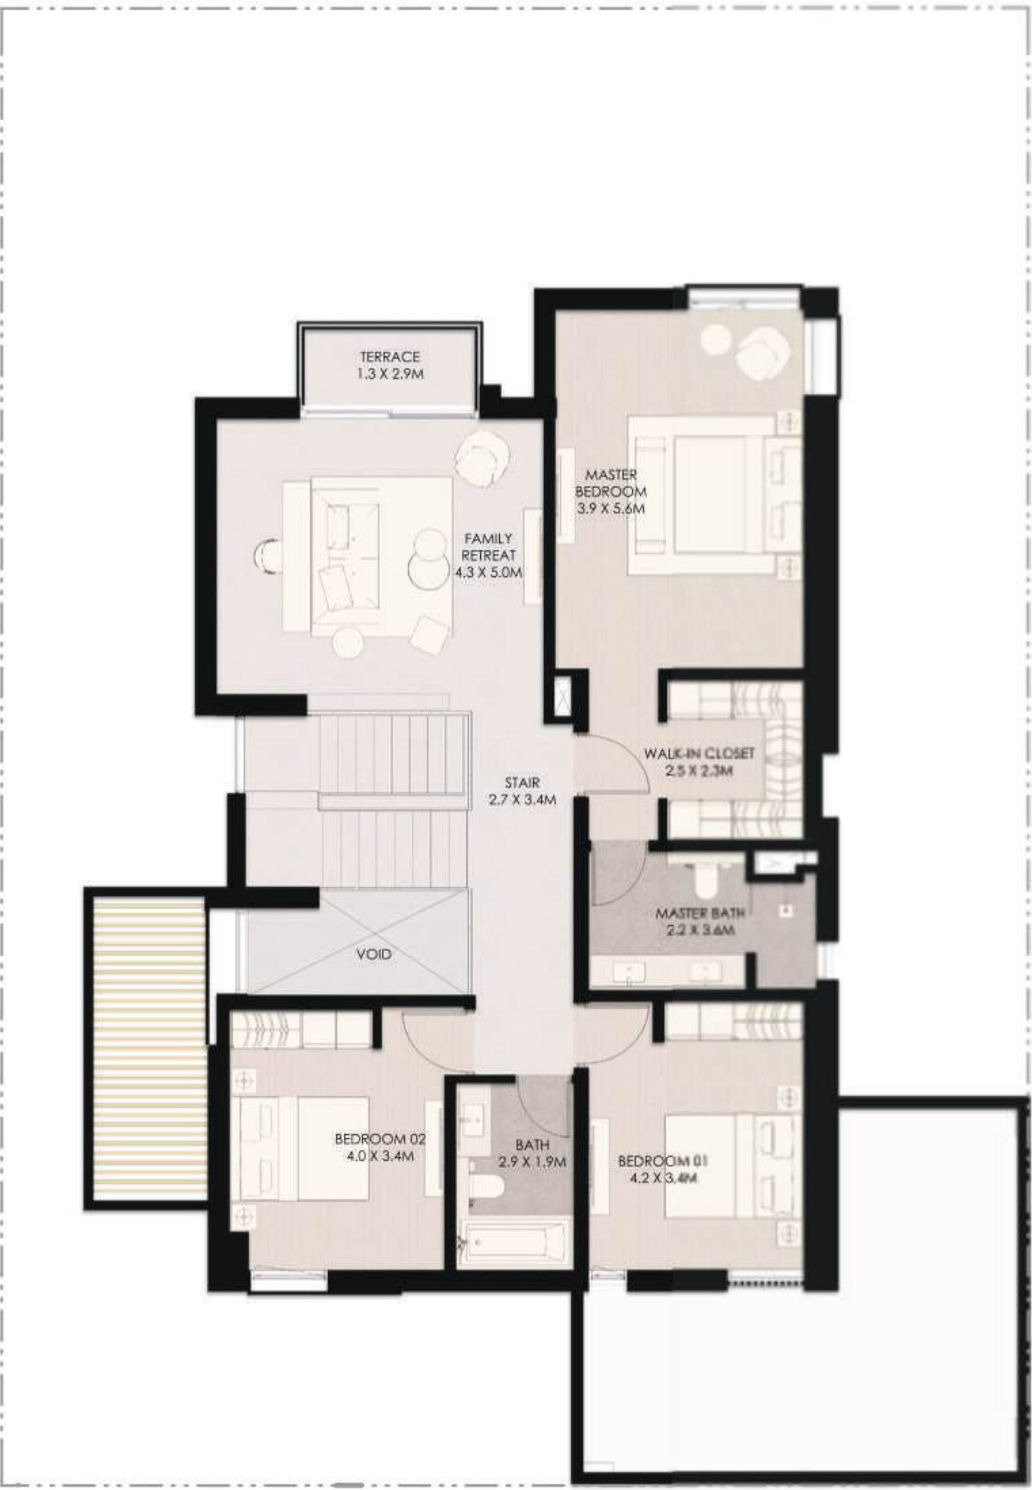 TERRACE
1.3 X 2.9M
MASTER
BEDROOM
3.9 X 5.6M
FAMILY
RETREAT
4.3 X 5.0M
WALK-IN CLOSET
2.5 X 2.3M
STAIR
2.7 X 3.4M
MASTER BATH
2.2 X 3.6M
VOID
BEDROOM 02
4.0 X 3.4M
BATH
2.9 X 1.9M
BEDROOM 01
4.2 X 3.4M